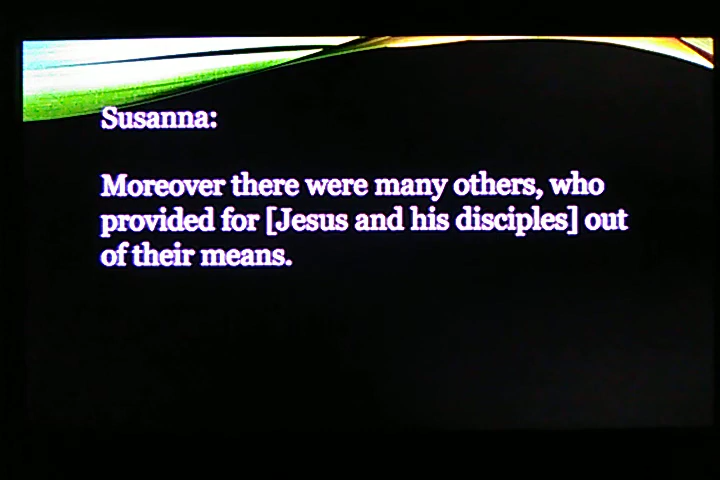 Susanna:
Moreover there were many others, who
provided for [Jesus and his disciples] out
of their means.